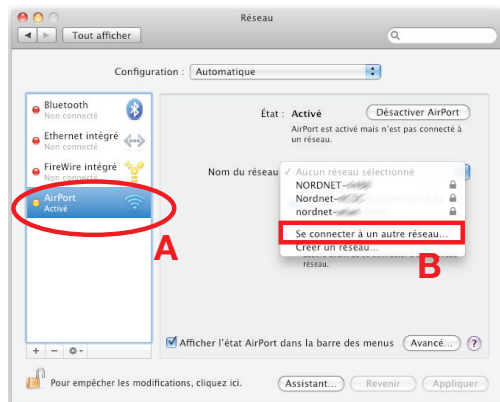 Réseau
Tout afficher
Configuration : Automatique
Bluetooth
Non connecté
Ethernet intégré
Non connecté
FireWire intégré
Non connecté
AirPort
Activé
A
État : Activé
Désactiver AirPort
AirPort est activé mais n'est pas connecté à
un réseau.
Nom du réseau
✓ Aucun réseau sélectionné
NORDNET-
Nordnet-
nordnet-
Se connecter à un autre réseau...
Créer un réseau...
réseau.
B
Afficher l'état AirPort dans la barre des menus
Avancé...
?
+ −
Pour empêcher les modifications, cliquez ici.
Assistant...
Revenir
Appliquer